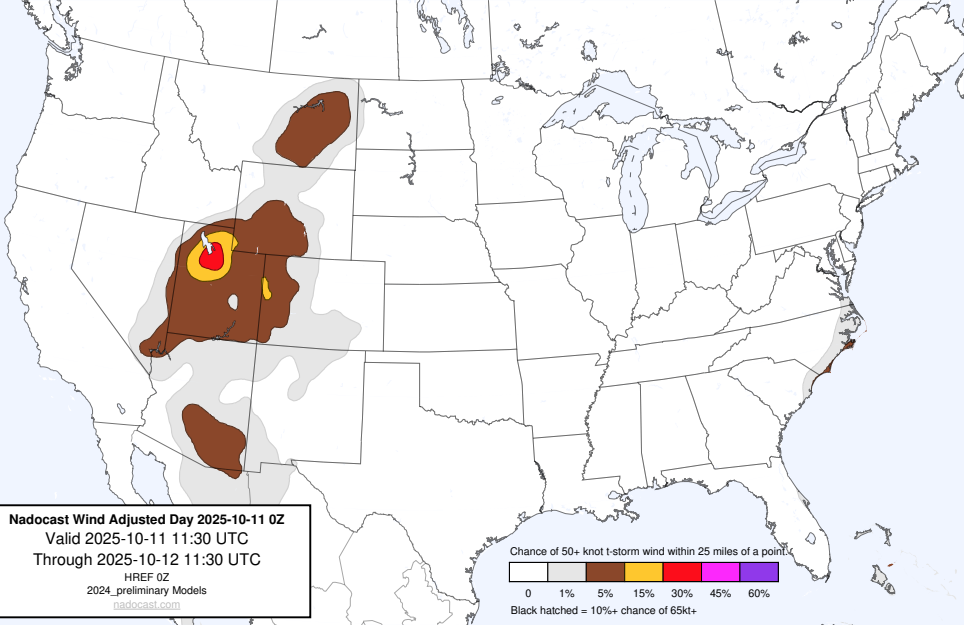 Nadocast Wind Adjusted Day 2025-10-11 0Z
Valid 2025-10-11 11:30 UTC
Through 2025-10-12 11:30 UTC
HREF 0Z
2024_preliminary Models
nadocast.com
Chance of 50+ knot t-storm wind within 25 miles of a point.
0 1% 5% 15% 30% 45% 60%
Black hatched = 10%+ chance of 65kt+